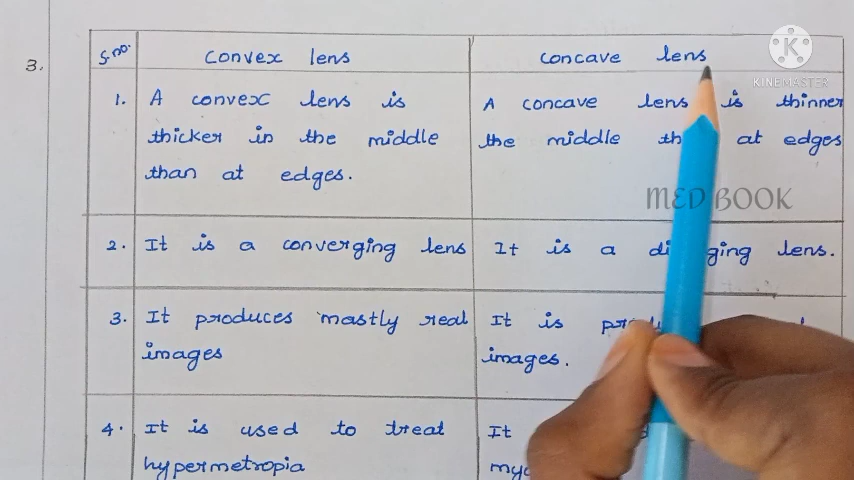 3.
S.no. Convex lens concave lens
1. A convex lens is
thicker in the middle
than at edges.
A concave lens is thinner
the middle at edges
2. It is a converging lens
It is a lens.
3. It produces mastly real
images
It is
images.
4. It is used to treat
hypermetropia
It
MED BOOK
K
KINEMASTER